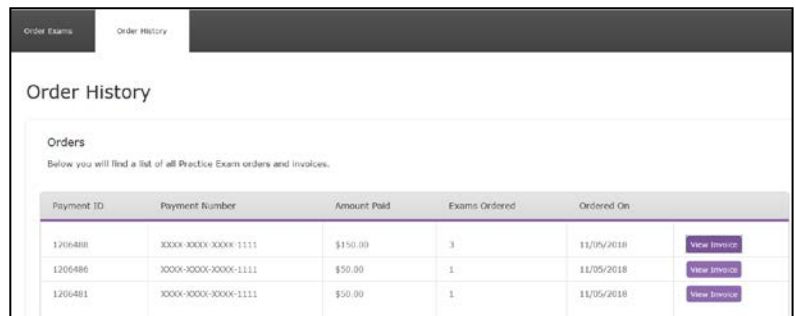 Order Exams Order History
Order History
Orders
Below you will find a list of all Practice Exam orders and invoices.
Payment ID Payment Number Amount Paid Exams Ordered Ordered On
1206488 XXXX-XXXX-XXXX-1111 $150.00 3 11/05/2018 View Invoice
1206486 XXXX-XXXX-XXXX-1111 $50.00 1 11/05/2018 View Invoice
1206481 XXXX-XXXX-XXXX-1111 $50.00 1 11/05/2018 View Invoice